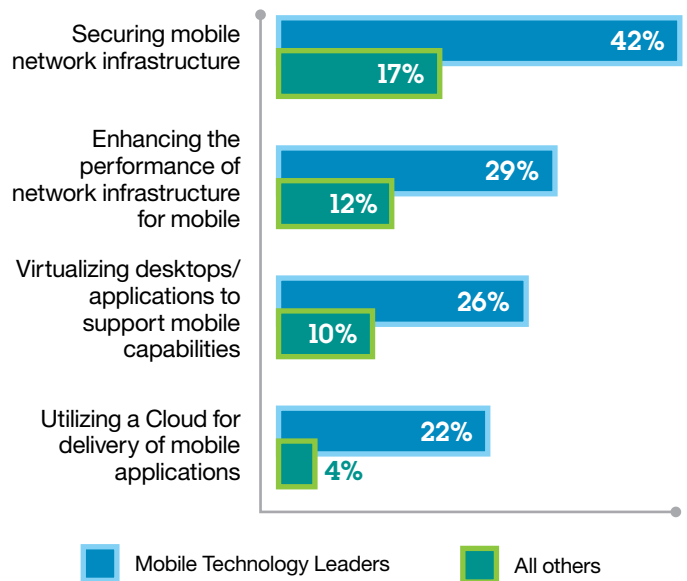 Securing mobile
network infrastructure
42%
17%
Enhancing the
performance of
network infrastructure
for mobile
29%
12%
Virtualizing desktops/
applications to
support mobile
capabilities
26%
10%
Utilizing a Cloud for
delivery of mobile
applications
22%
4%
Mobile Technology Leaders
All others